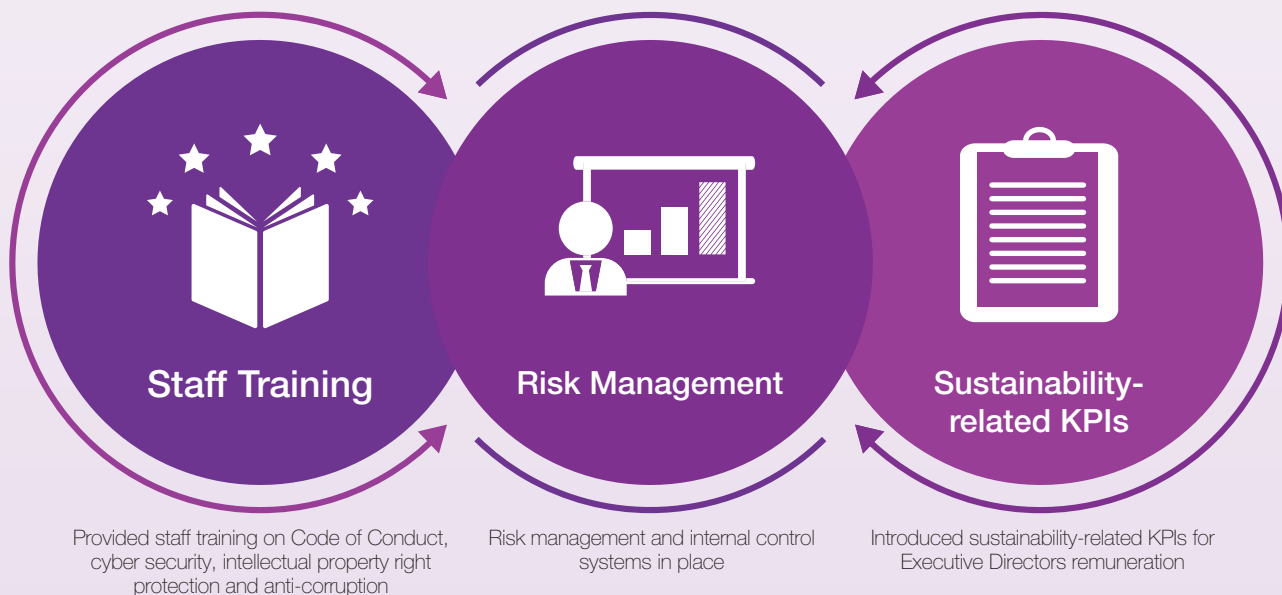 Staff Training
Risk Management
Sustainability-
related KPIs
Provided staff training on Code of Conduct,
cyber security, intellectual property right
protection and anti-corruption
Risk management and internal control
systems in place
Introduced sustainability-related KPIs for
Executive Directors remuneration